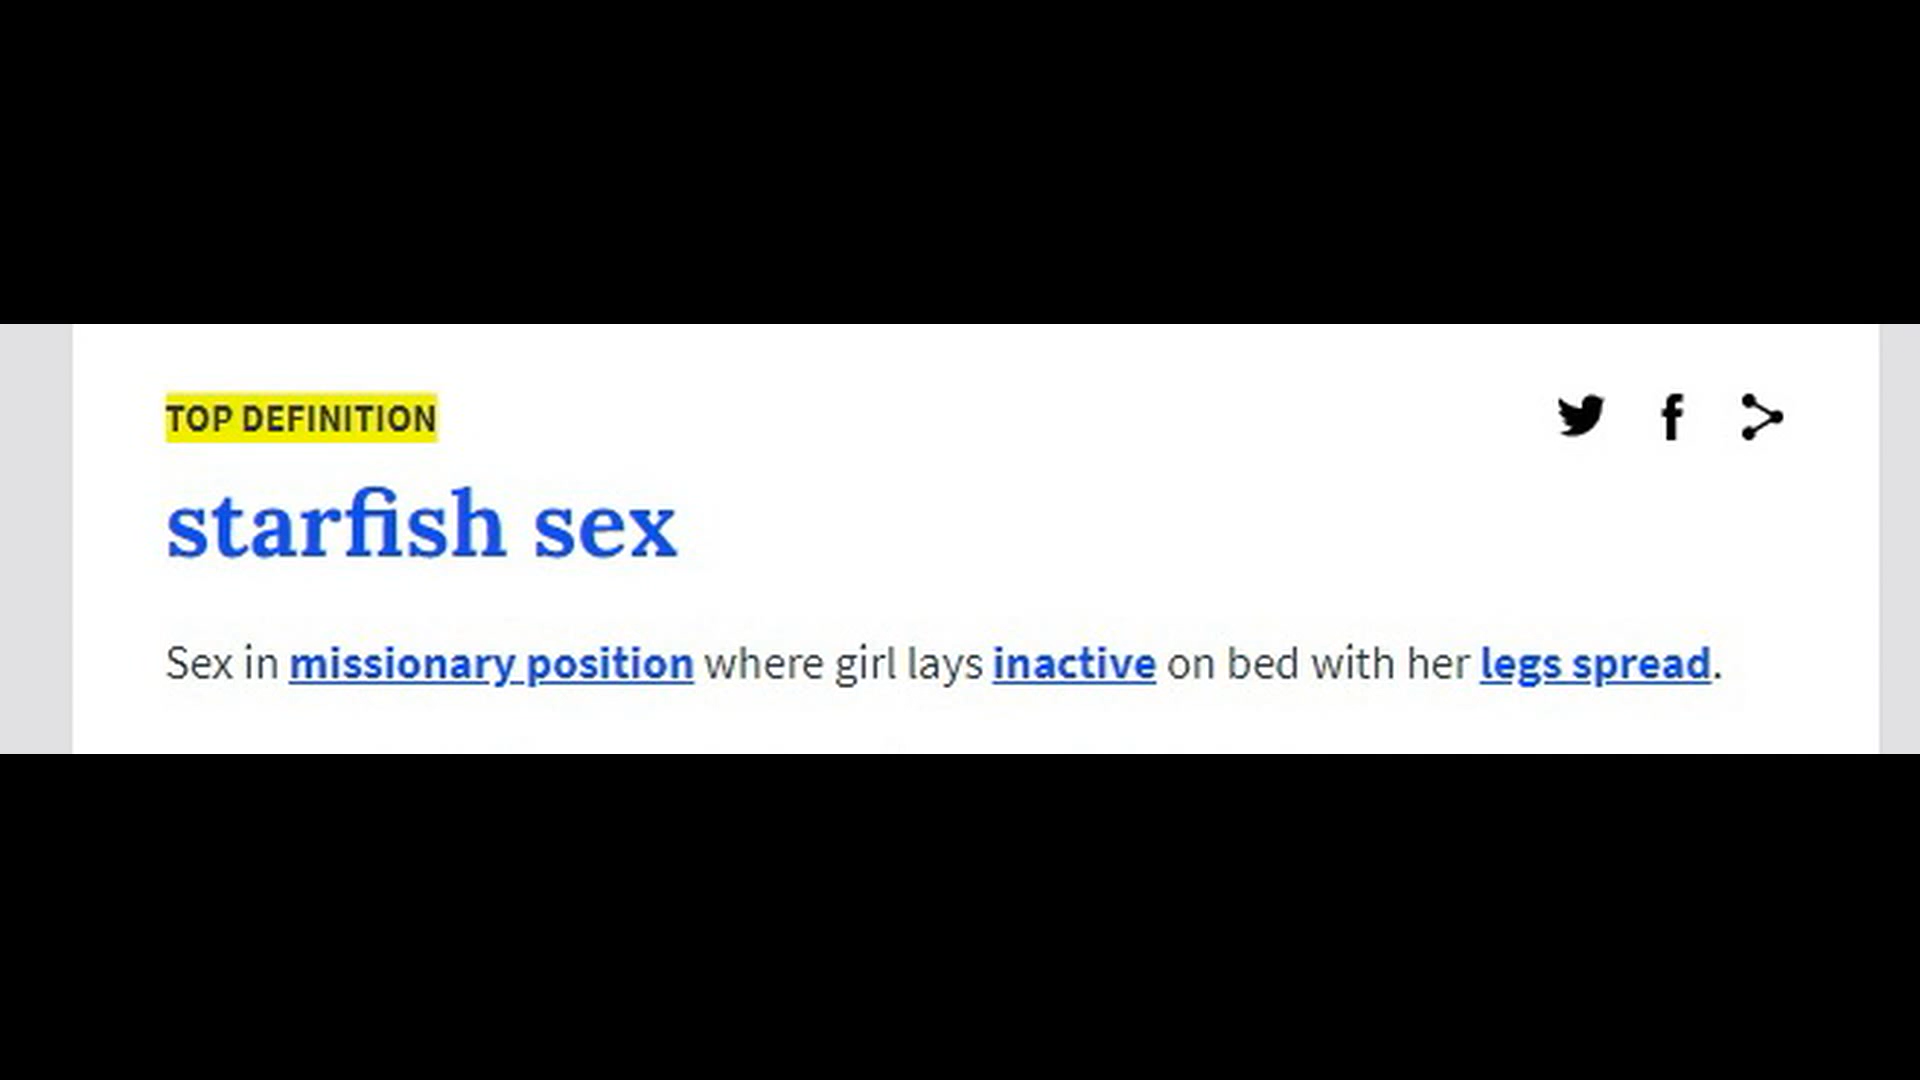 TOP DEFINITION
starfish sex
Sex in missionary position where girl lays inactive on bed with her legs spread.